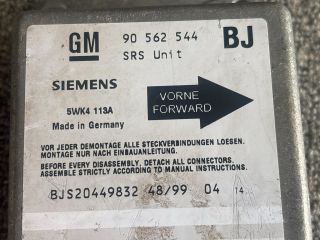 GM 90 562 544 BJ
SRS Unit
SIEMENS
VORNE
FORWARD
5WK4 113A
Made in Germany
VOR JEDER DEMONTAGE ALLE STECKVERBINDUNGEN LOESEN.
MONTAGE NUR NACH EINBAUANLEITUNG.
BEFORE EVERY DISASSEMBLY, DETACH ALL CONNECTORS.
ASSEMBLE STRICTLY ACCORDING TO MANUAL INSTRUCTIONS.
BJS20449832 48/99 04 14